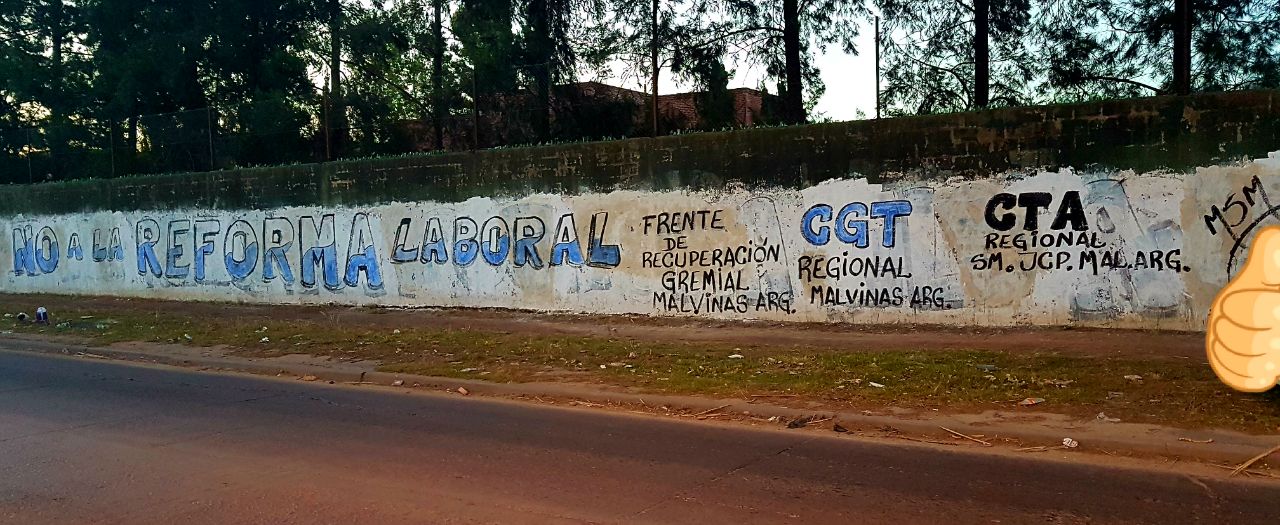 NO A LA REFORMA LABORAL
FRENTE
DE
RECUPERACIÓN
GREMIAL
MALVINAS ARG.
CGT
REGIONAL
MALVINAS ARG.
CTA
REGIONAL
SM. JCP. MAL.ARG.
MSM